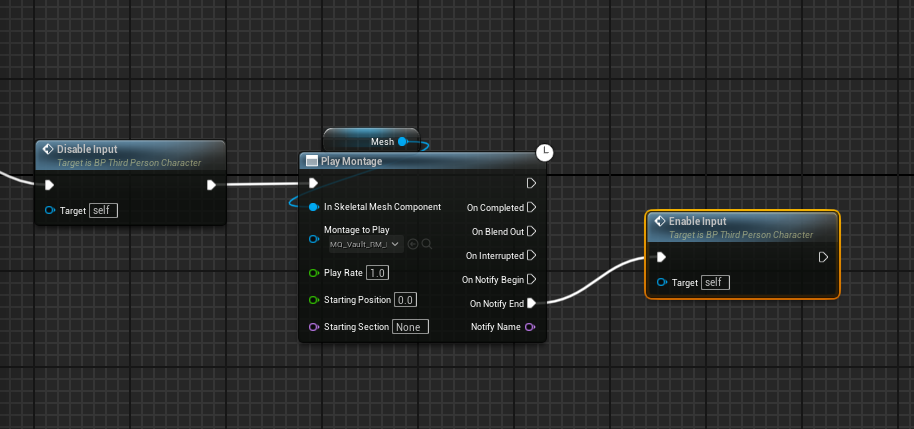 Disable Input
Target is BP Third Person Character
Target self
Mesh
Play Montage
In Skeletal Mesh Component
On Completed
Montage to Play
On Blend Out
On Interrupted
Play Rate 1.0
On Notify Begin
Starting Position 0.0
On Notify End
Starting Section None
Notify Name
Enable Input
Target is BP Third Person Character
Target self